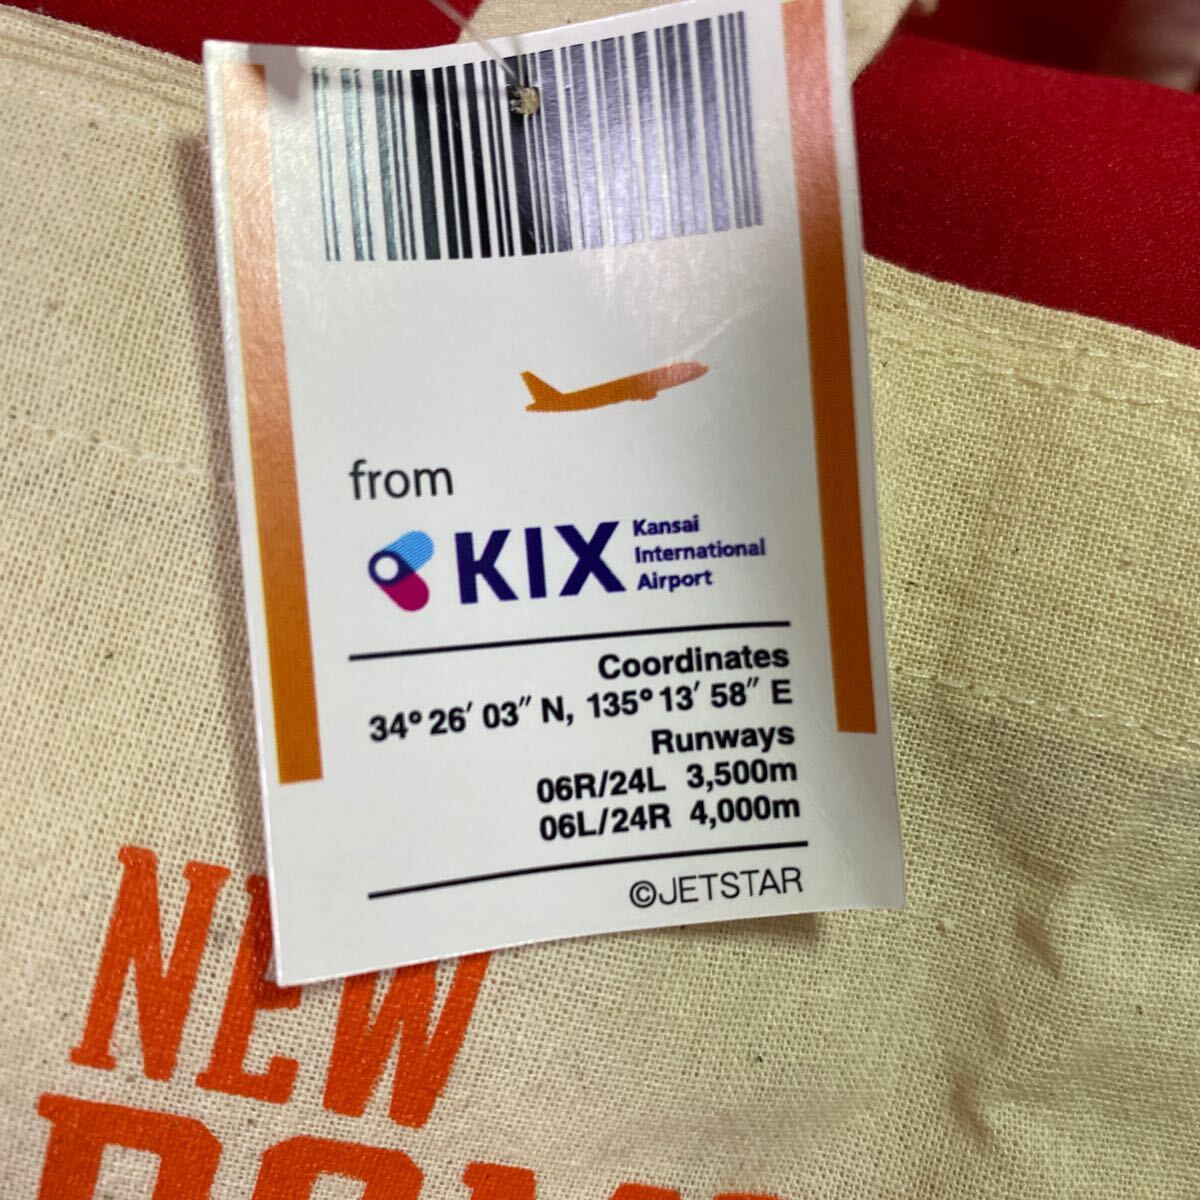 from
KIX Kansai
International
Airport
Coordinates
34° 26′ 03″ N, 135° 13′ 58″ E
Runways
06R/24L 3,500m
06L/24R 4,000m
©JETSTAR
NEW